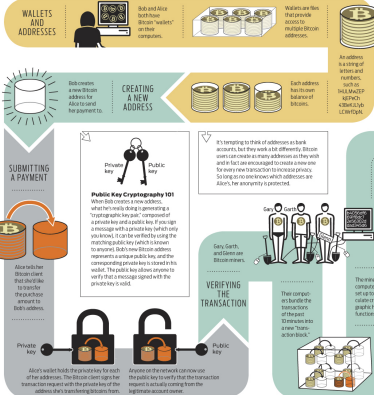 WALLETS
AND
ADDRESSES
Bob and Alice
both have
Bitcoin "wallets"
on their
computers.
Wallets are files
that provide
access to
multiple Bitcoin
addresses.
An address
is a string of
letters and
numbers,
such as
Each address
has its own
balance of
bitcoins.
CREATING
A NEW
ADDRESS
Bob creates
a new Bitcoin
address for
Alice to send
her payment to.
SUBMITTING
A PAYMENT
Private
key
Public
key
Public Key Cryptography 101
When Bob creates a new address,
what he's really doing is generating a
"cryptographic key pair," composed of
a private key and a public key. If you sign
a message with a private key (which only
you know), it can be verified by using the
matching public key (which is known
to anyone). Bob's new Bitcoin address
represents a unique public key, and the
corresponding private key is stored in his
wallet. The public key allows anyone to
verify that a message signed with the
private key is valid.
It's tempting to think of addresses as bank
accounts, but they work a bit differently. Bitcoin
users can create as many addresses as they wish
and in fact are encouraged to create a new one
for every new transaction to increase privacy.
So long as no one knows which addresses are
Alice's, her anonymity is protected.
Alice tells her
Bitcoin client
that she'd like
to transfer
the purchase
amount to
Bob's address.
Gary
Garth
Gary, Garth,
and Glenn are
Bitcoin miners.
VERIFYING
THE
TRANSACTION
Their comput-
ers bundle the
transactions
of the past
10 minutes into
a new "trans-
action block."
The mine
compute
set up to
culate cr
graphic h
function
Private
key
Public
key
Alice's wallet holds the private key for each
of her addresses. The Bitcoin client signs her
transaction request with the private key of the
address she's transferring bitcoins from.
Anyone on the network can now use
the public key to verify that the transaction
request is actually coming from the
legitimate account owner.